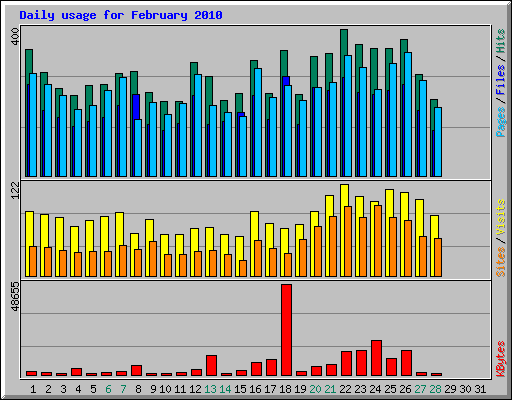 Daily usage for February 2010
400
Pages / Files / Hits
122
Sites / Visits
48655
KBytes
1 2 3 4 5 6 7 8 9 10 11 12 13 14 15 16 17 18 19 20 21 22 23 24 25 26 27 28 29 30 31